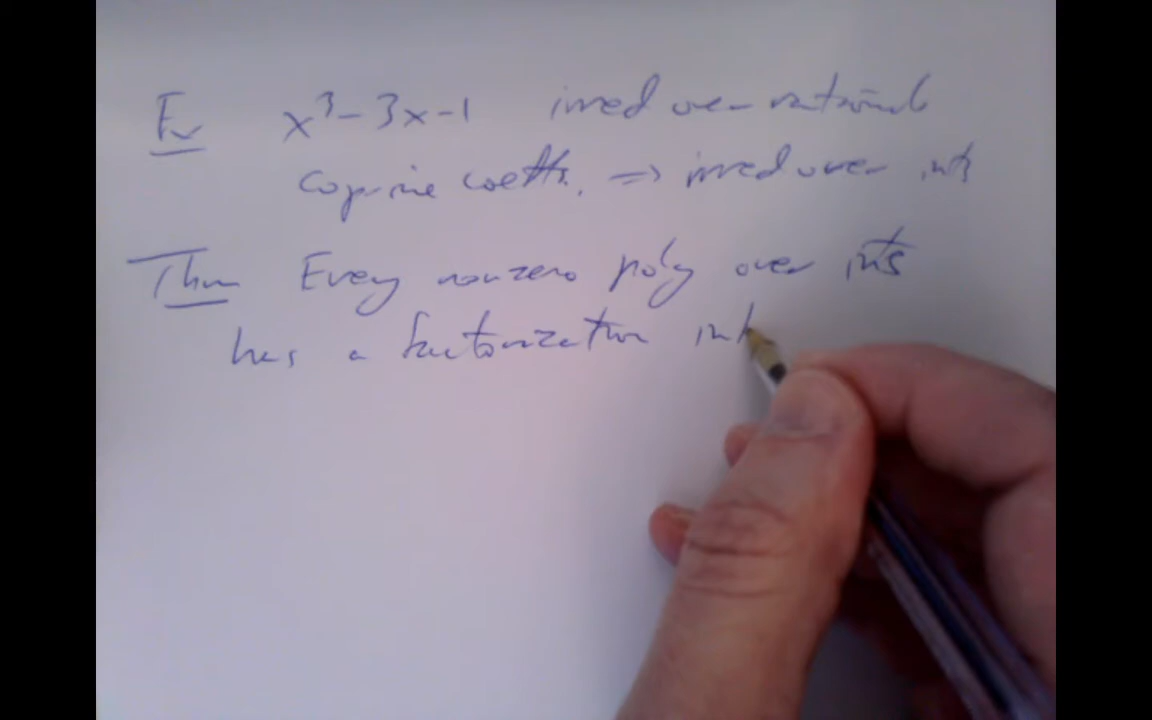 Ex x³-3x-1 irred over rationals
coprime coeffs. => irred over ints
Thm Every nonzero poly over ints
has a factorization int